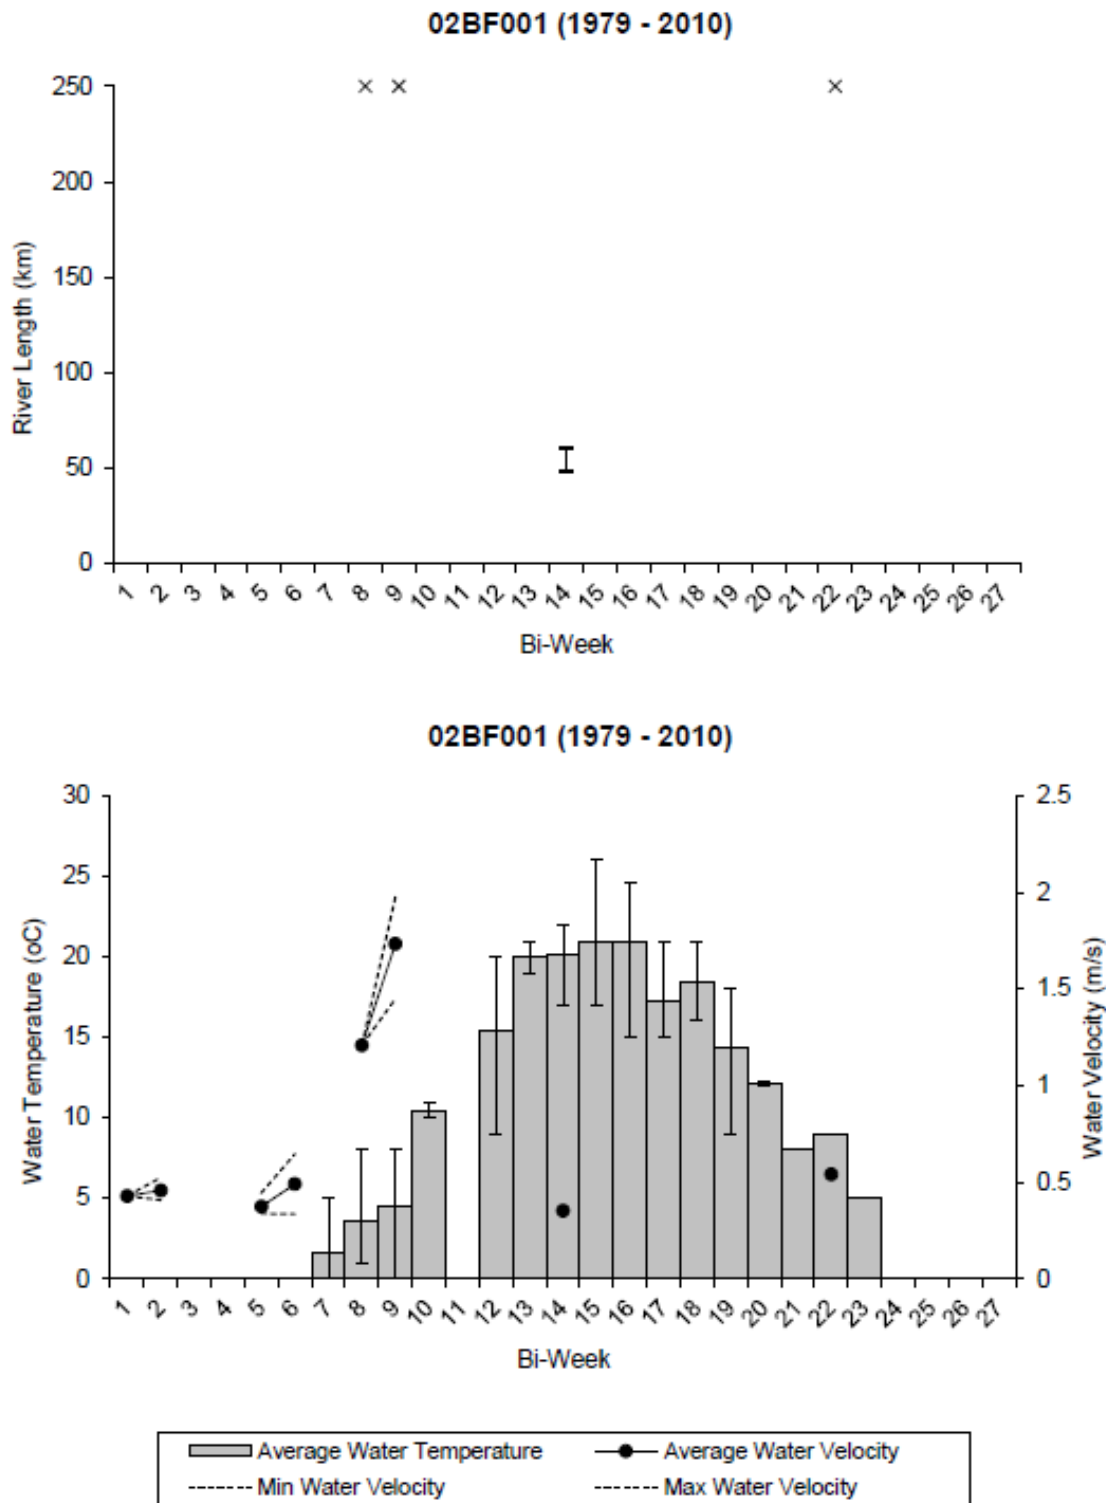 02BF001 (1979 - 2010)
250
200
150
100
50
0
River Length (km)
1 2 3 4 5 6 7 8 9 10 11 12 13 14 15 16 17 18 19 20 21 22 23 24 25 26 27
Bi-Week
02BF001 (1979 - 2010)
30
25
20
15
10
5
0
Water Temperature (oC)
2.5
2
1.5
1
0.5
0
Water Velocity (m/s)
1 2 3 4 5 6 7 8 9 10 11 12 13 14 15 16 17 18 19 20 21 22 23 24 25 26 27
Bi-Week
Average Water Temperature
Average Water Velocity
Min Water Velocity
Max Water Velocity